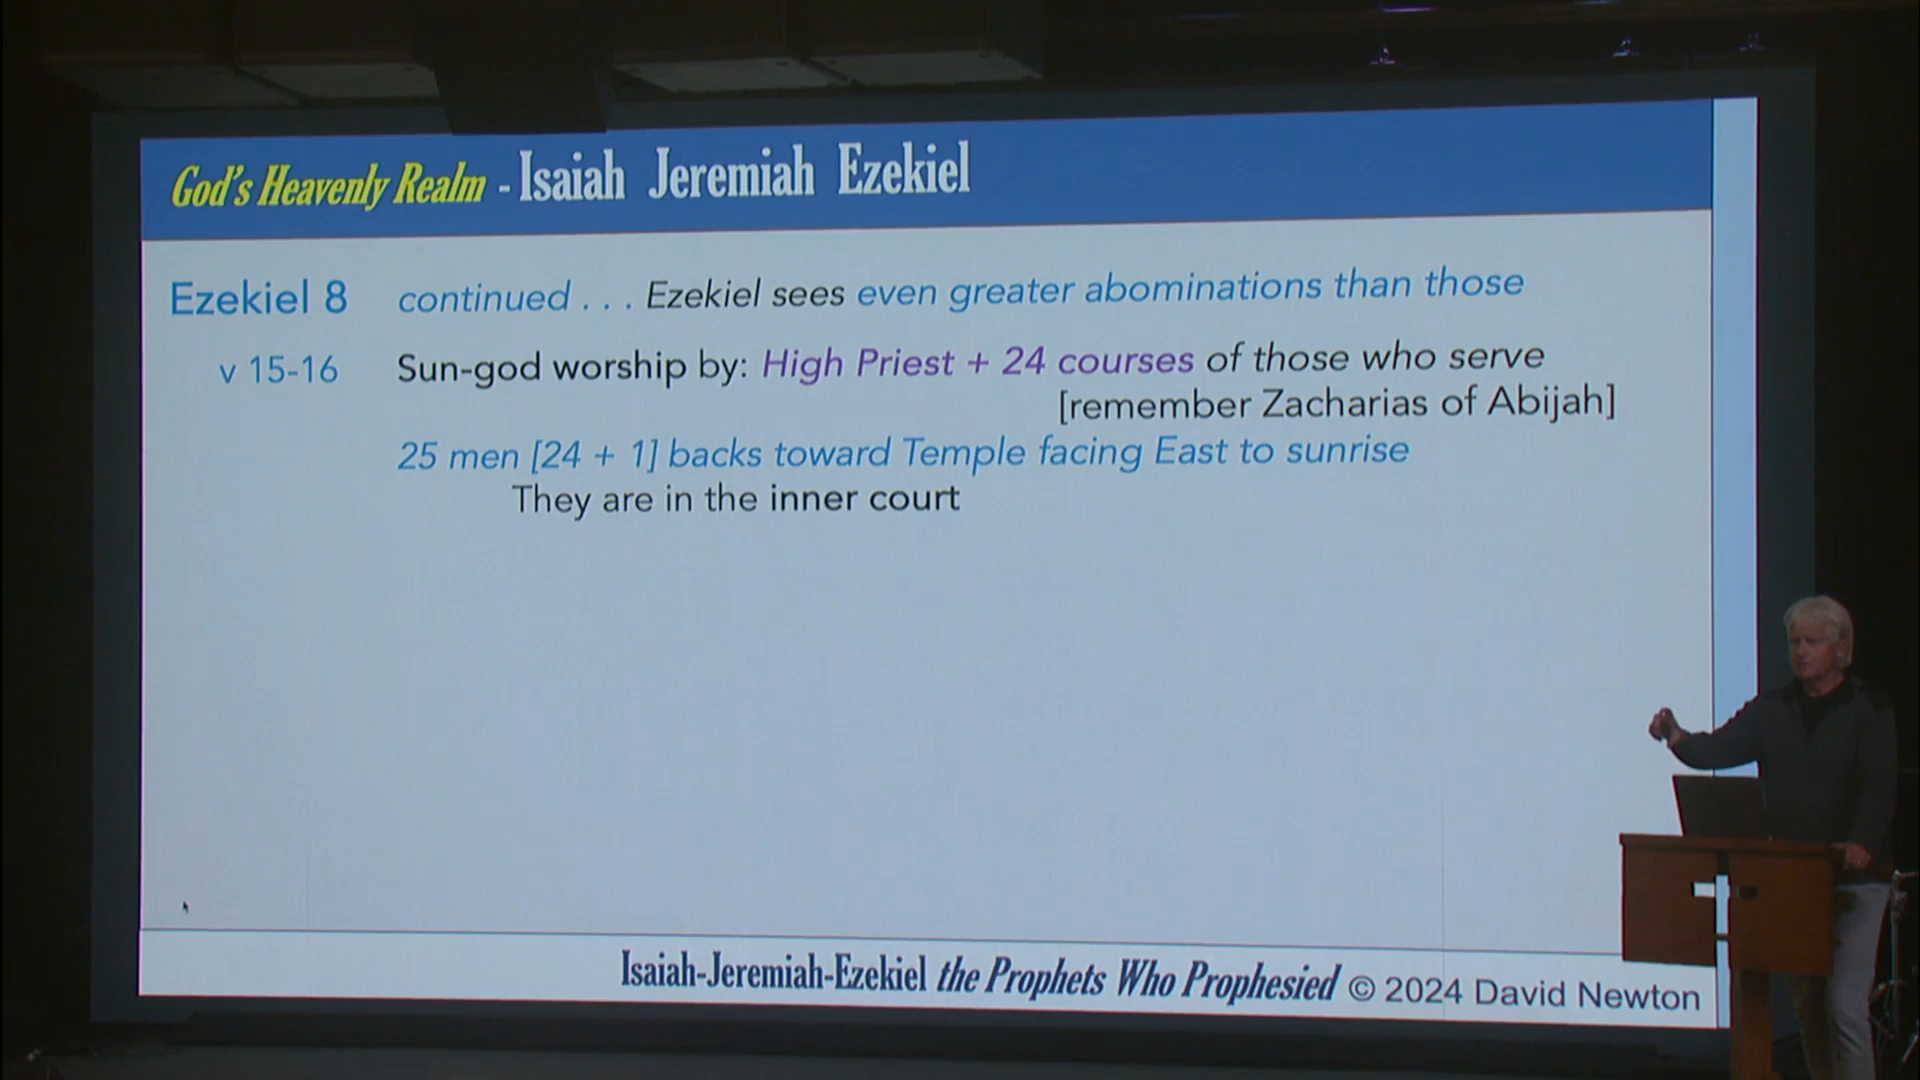 God's Heavenly Realm - Isaiah Jeremiah Ezekiel
Ezekiel 8 continued . . . Ezekiel sees even greater abominations than those
v 15-16 Sun-god worship by: High Priest + 24 courses of those who serve
[remember Zacharias of Abijah]
25 men [24 + 1] backs toward Temple facing East to sunrise
They are in the inner court
Isaiah-Jeremiah-Ezekiel the Prophets Who Prophesied © 2024 David Newton